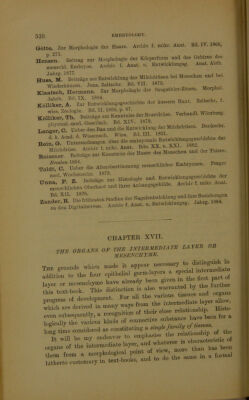 528 EMBRYOLOGY.
Götte. Zur Morphologie der Haare. Archiv f. mikr. Anat. Bd. IV. 1868,
p. 273.
Hensen. Beitrag zur Morphologie der Körperform und des Gehirns des
menschl. Embryos. Archiv f. Anat. u. Entwicklungsg. Anat. Abth.
Jahrg. 1877.
Huss, M. Beiträge zur Entwicklung der Milchdrüsen bei Menschen und bei
Wiederkäuern. Jena. Zeitschr. Bd. VII. 1873.
Klaatsch, Hermann. Zur Morphologie der Säugethier-Zitzen. Morphol.
Jahrb. Bd. IX. 1884.
Kölliker, A. Zur Entwicklungsgeschichte der äussern Haut. Zeitschr. f.
wiss. Zoologie. Bd. II. 1850, p. 67.
Kölliker, Th. Beiträge zur Kenntniss der Brustdrüse. Verhandl. Würzburg.
physical.-med. Gesellsch. Bd. XIV. 1879.
Langer, C. Ueber den Bau und die Entwicklung der Milchdrüsen. Denkschr.
d. k. Akad. d. Wissensch. Wien. Bd. III. 1851.
Rein, G. Untersuchungen über die embryonale Entwicklungsgeschichte der
Milchdrüse. Archiv f. mikr. Anat. Bde. XX. u. XXI. 1882.
Reissner. Beiträge zur Kenntniss der Haare des Menschen und der Thiere.
Breslau 1854.
Toldt, C. Ueber die Altersbestimmung menschlicher Embryonen. Prager
med. Wochenschr. 1879.
Unna, P. Z. Beiträge zur Histologie und Entwicklungsgeschichte der
menschlichen Oberhaut und ihrer Anhangsgebilde. Archiv f. mikr. Anat.
Bd. XII. 1876.
Zander, R. Die frühesten Stadien der Nagelentwicklung und ihre Beziehungen
zu den Digitalnerven. Archiv f. Anat. u. Entwicklungsg. Jahrg. 1884.
CHAPTER XVII.
THE ORGANS OF THE INTERMEDIATE LAYER OR
MESENCHYME.
THE grounds which made it appear necessary to distinguish in
addition to the four epithelial germ-layers a special intermediate
layer or mesenchyme have already been given in the first part of
this text-book. This distinction is also warranted by the further
progress of development. For all the various tissues and organs
which are derived in many ways from the intermediate layer allow,
even subsequently, a recognition of their close relationship. Histo-
logically the various kinds of connective substance have been for a
long time considered as constituting a single family of tissues.
It will be my endeavor to emphasize the relationship of the
organs of the intermediate layer, and whatever is characteristic of
them from a morphological point of view, more than has been
hitherto customary in text-books, and to do the same in a formal